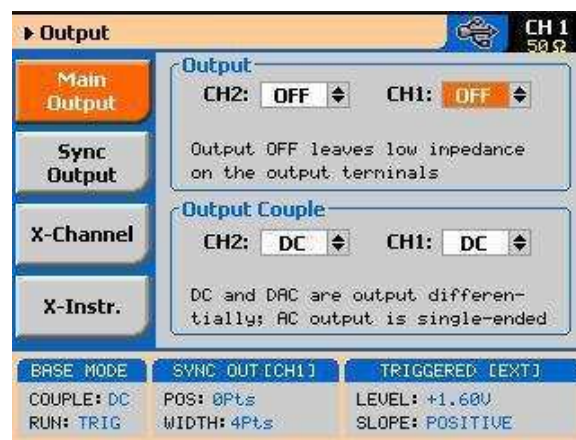 Output
CH 1
50 Ω
Main Output
Sync Output
X-Channel
X-Instr.
Output
CH2: OFF CH1: OFF
Output OFF leaves low inpedance
on the output terminals
Output Couple
CH2: DC CH1: DC
DC and DAC are output differen-
tially; AC output is single-ended
BASE MODE
COUPLE: DC
RUN: TRIG
SYNC OUT [CH1]
POS: 0Pts
WIDTH: 4Pts
TRIGGERED [EXT]
LEVEL: +1.60V
SLOPE: POSITIVE